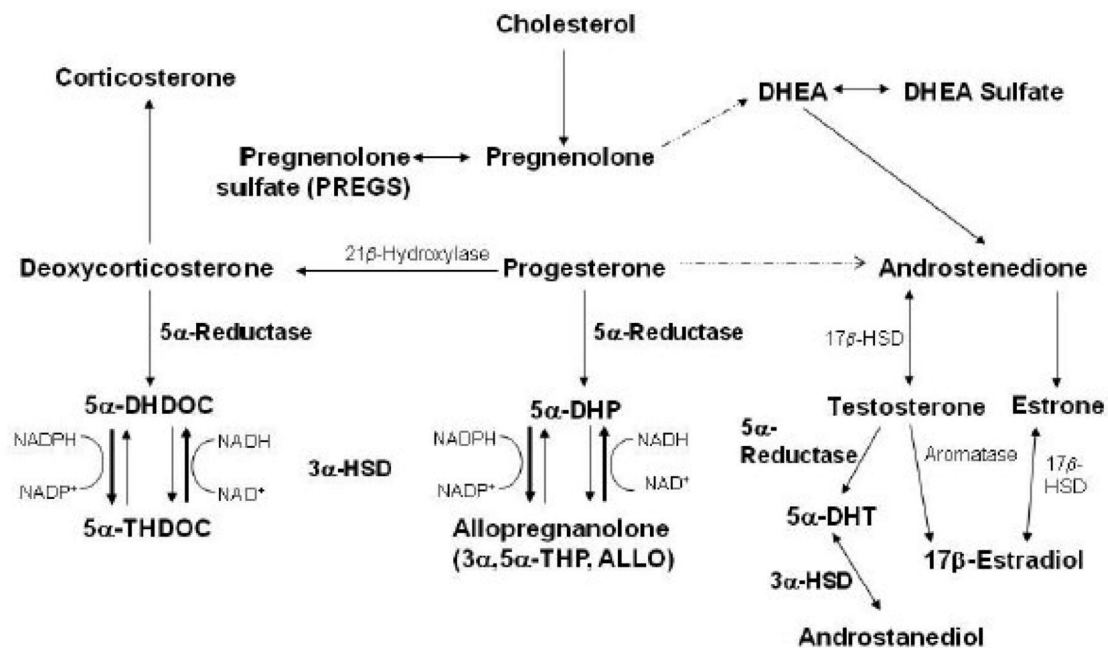 Cholesterol
Corticosterone
DHEA
DHEA Sulfate
Pregnenolone
sulfate (PREGS)
Pregnenolone
21β-Hydroxylase
Deoxycorticosterone
Progesterone
Androstenedione
5α-Reductase
5α-Reductase
17β-HSD
5α-DHDOC
5α-DHP
Testosterone
Estrone
NADPH
NADH
NADP⁺
NAD⁺
3α-HSD
NADPH
NADH
NADP⁺
NAD⁺
5α-
Reductase
Aromatase
17β-
HSD
5α-THDOC
Allopregnanolone
(3α,5α-THP, ALLO)
5α-DHT
17β-Estradiol
3α-HSD
Androstanediol